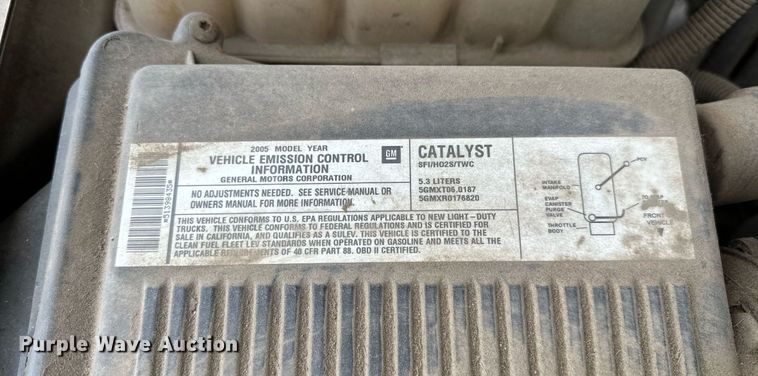 2005 MODEL YEAR
VEHICLE EMISSION CONTROL
INFORMATION
GENERAL MOTORS CORPORATION
GM
NO ADJUSTMENTS NEEDED. SEE SERVICE MANUAL OR
OWNERS MANUAL FOR MORE INFORMATION.
CATALYST
SFI/HO2S/TWC
5.3 LITERS
5GMXT06.0187
5GMXR0176820
THIS VEHICLE CONFORMS TO U.S. EPA REGULATIONS APPLICABLE TO NEW LIGHT-DUTY
TRUCKS. THIS VEHICLE CONFORMS TO FEDERAL REGULATIONS AND IS CERTIFIED FOR
SALE IN CALIFORNIA, AND QUALIFIES AS A SULEV. THIS VEHICLE IS CERTIFIED TO
CLEAN FUEL FLEET LEV STANDARDS WHEN OPERATED ON GASOLINE AND MEETS ALL THE
APPLICABLE REQUIREMENTS OF 40 CFR PART 88. OBD II CERTIFIED.
PCV
INTAKE
MANIFOLD
EVAP
CANISTER
PURGE
VALVE
THROTTLE
BODY
FRONT
VEHICLE
Purple Wave Auction